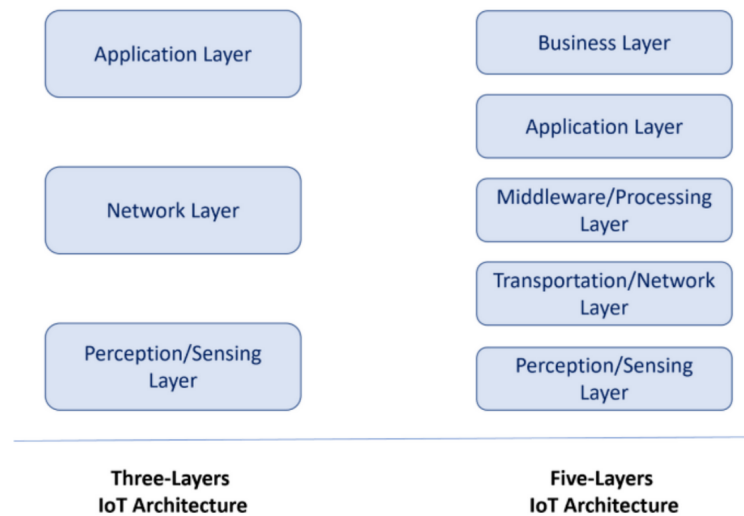 Application Layer
Network Layer
Perception/Sensing
Layer
Three-Layers
IoT Architecture
Business Layer
Application Layer
Middleware/Processing
Layer
Transportation/Network
Layer
Perception/Sensing
Layer
Five-Layers
IoT Architecture